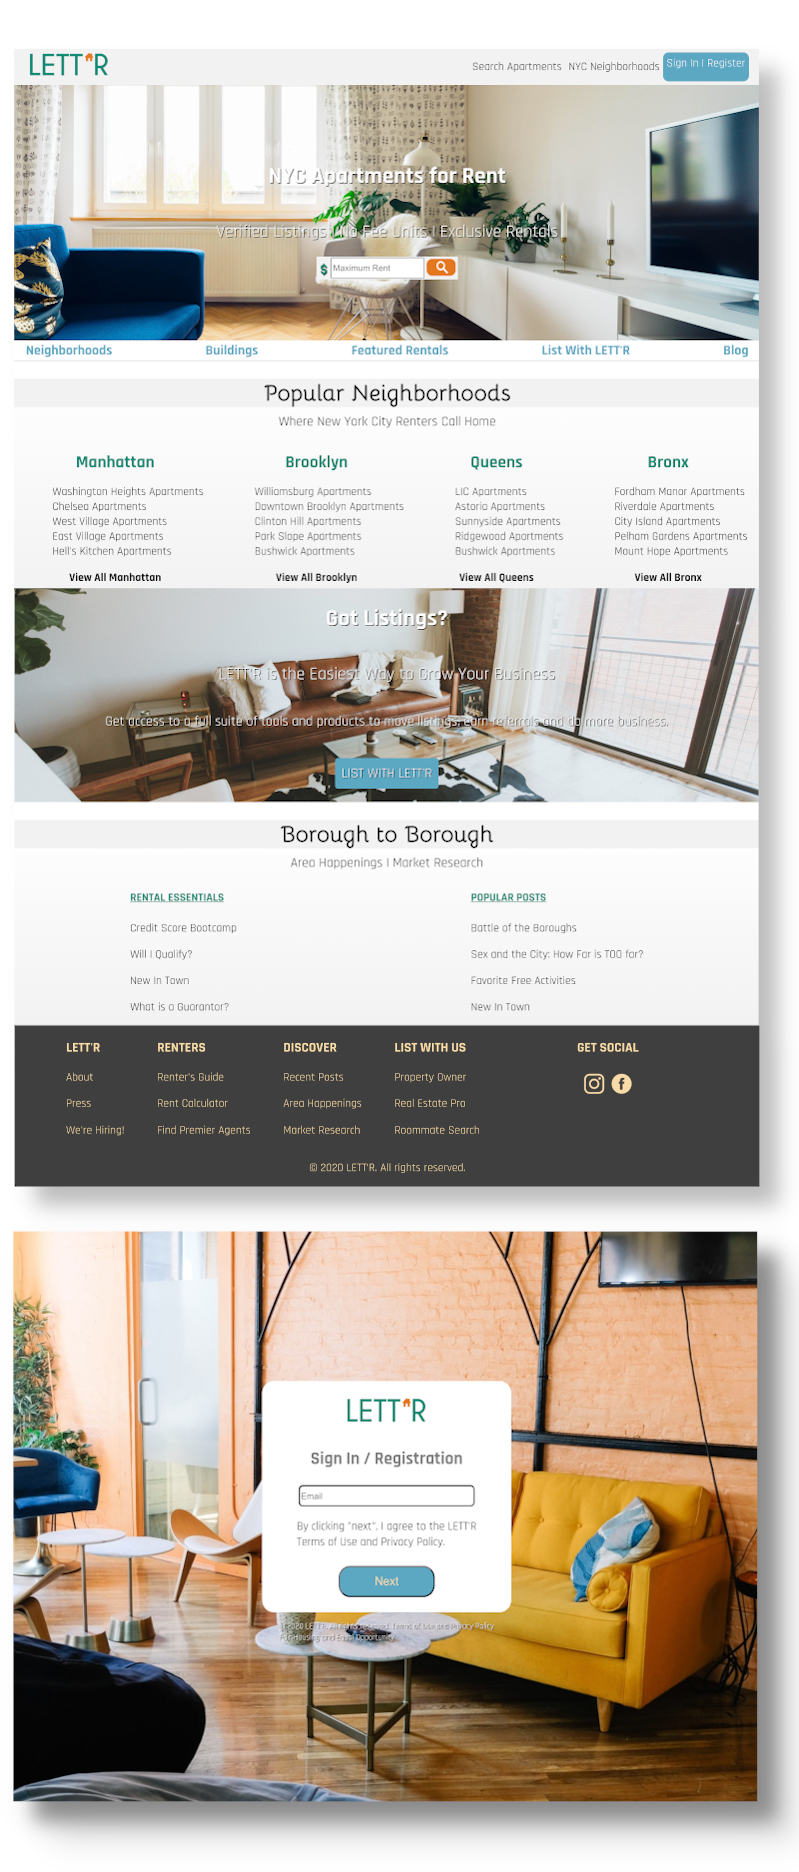 LETT'R
Search Apartments NYC Neighborhoods Sign In | Register
NYC Apartments for Rent
Verified Listings | No Fee Units | Exclusive Rentals
$ Maximum Rent
Neighborhoods Buildings Featured Rentals List With LETT'R Blog
Popular Neighborhoods
Where New York City Renters Call Home
Manhattan
Washington Heights Apartments
Chelsea Apartments
West Village Apartments
East Village Apartments
Hell's Kitchen Apartments
View All Manhattan
Brooklyn
Williamsburg Apartments
Downtown Brooklyn Apartments
Clinton Hill Apartments
Park Slope Apartments
Bushwick Apartments
View All Brooklyn
Queens
LIC Apartments
Astoria Apartments
Sunnyside Apartments
Ridgewood Apartments
Bushwick Apartments
View All Queens
Bronx
Fordham Manor Apartments
Riverdale Apartments
City Island Apartments
Pelham Gardens Apartments
Mount Hope Apartments
View All Bronx
Got Listings?
LETT'R is the Easiest Way to Grow Your Business
Get access to a full suite of tools and products to move listings, earn referrals and do more business.
LIST WITH LETT'R
Borough to Borough
Area Happenings | Market Research
RENTAL ESSENTIALS
Credit Score Bootcamp
Will I Qualify?
New In Town
What is a Guarantor?
POPULAR POSTS
Battle of the Boroughs
Sex and the City: How Far is TOO far?
Favorite Free Activities
New In Town
LETT'R
About
Press
We're Hiring!
RENTERS
Renter's Guide
Rent Calculator
Find Premier Agents
DISCOVER
Recent Posts
Area Happenings
Market Research
LIST WITH US
Property Owner
Real Estate Pro
Roommate Search
GET SOCIAL
© 2020 LETT'R. All rights reserved.
LETT'R
Sign In / Registration
Email
By clicking "next", I agree to the LETT'R
Terms of Use and Privacy Policy.
Next
© 2020 LETT'R. All rights reserved. Terms of Use and Privacy Policy
Fair Housing and Equal Opportunity